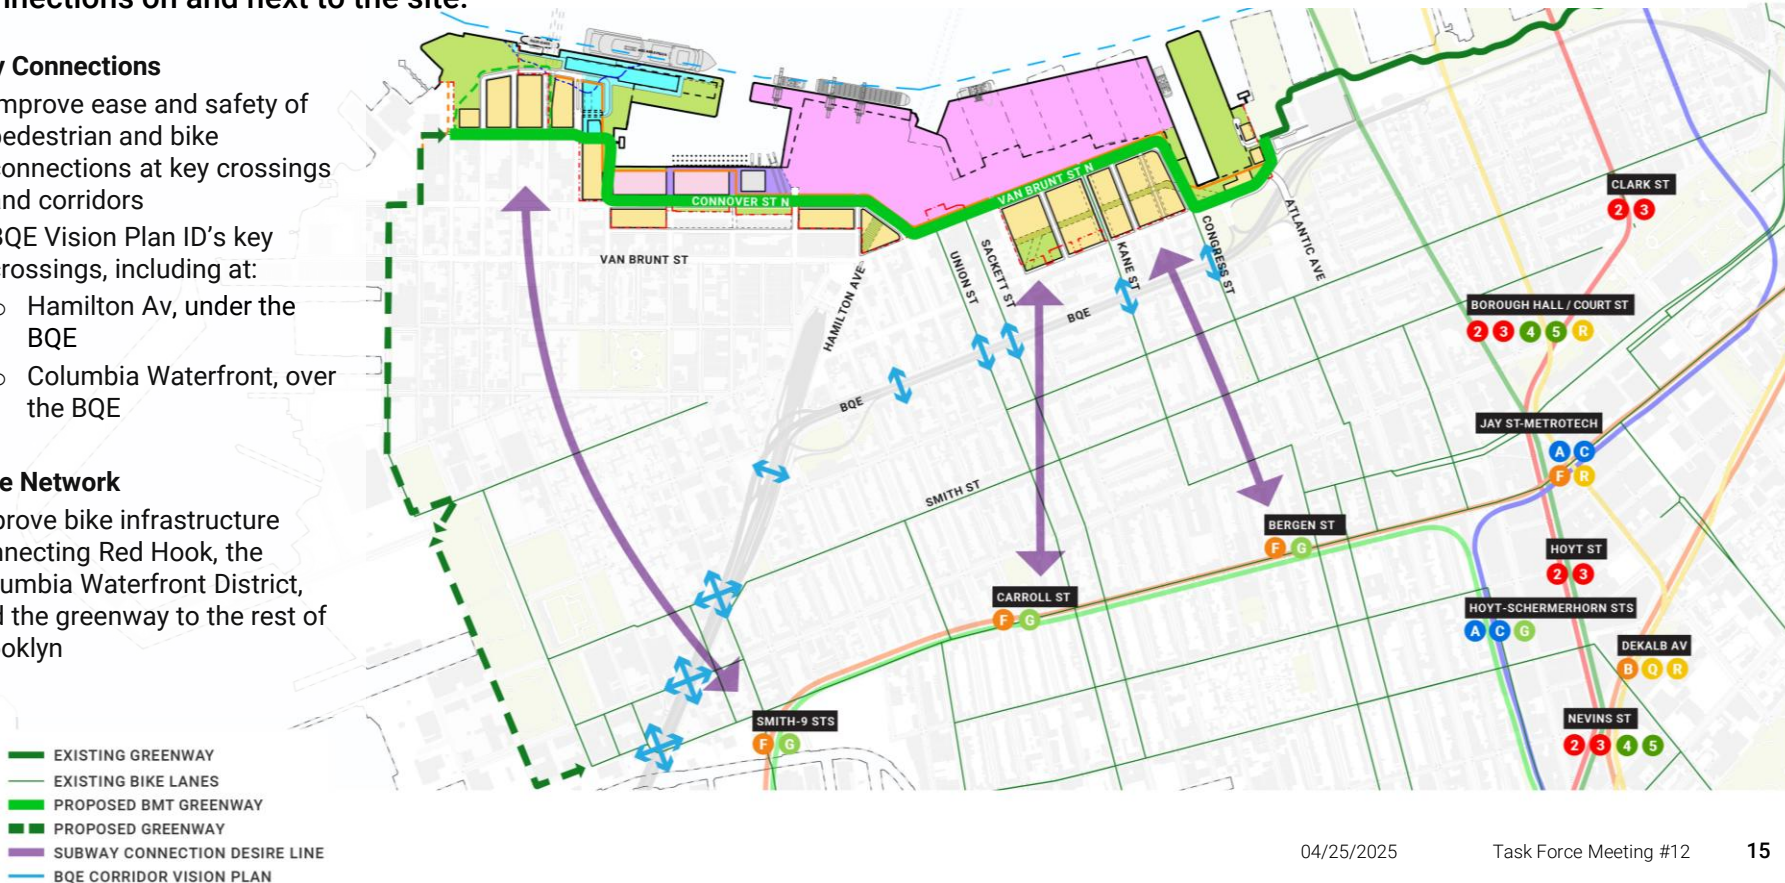 nnections on and next to the site.
y Connections
mprove ease and safety of
pedestrian and bike
connections at key crossings
and corridors
BQE Vision Plan ID's key
crossings, including at:
○ Hamilton Av, under the
BQE
○ Columbia Waterfront, over
the BQE
e Network
prove bike infrastructure
nnecting Red Hook, the
umbia Waterfront District,
d the greenway to the rest of
ooklyn
EXISTING GREENWAY
EXISTING BIKE LANES
PROPOSED BMT GREENWAY
PROPOSED GREENWAY
SUBWAY CONNECTION DESIRE LINE
BQE CORRIDOR VISION PLAN
CONNOVER ST N
VAN BRUNT ST N
VAN BRUNT ST
HAMILTON AVE
UNION ST
SACKETT ST
KANE ST
CONGRESS ST
ATLANTIC AVE
BQE
BQE
SMITH ST
CLARK ST
2 3
BOROUGH HALL / COURT ST
2 3 4 5 R
JAY ST-METROTECH
A C
F R
BERGEN ST
F G
HOYT ST
2 3
CARROLL ST
F G
HOYT-SCHERMERHORN STS
A C G
DEKALB AV
B Q R
SMITH-9 STS
F G
NEVINS ST
2 3 4 5
04/25/2025 Task Force Meeting #12 15